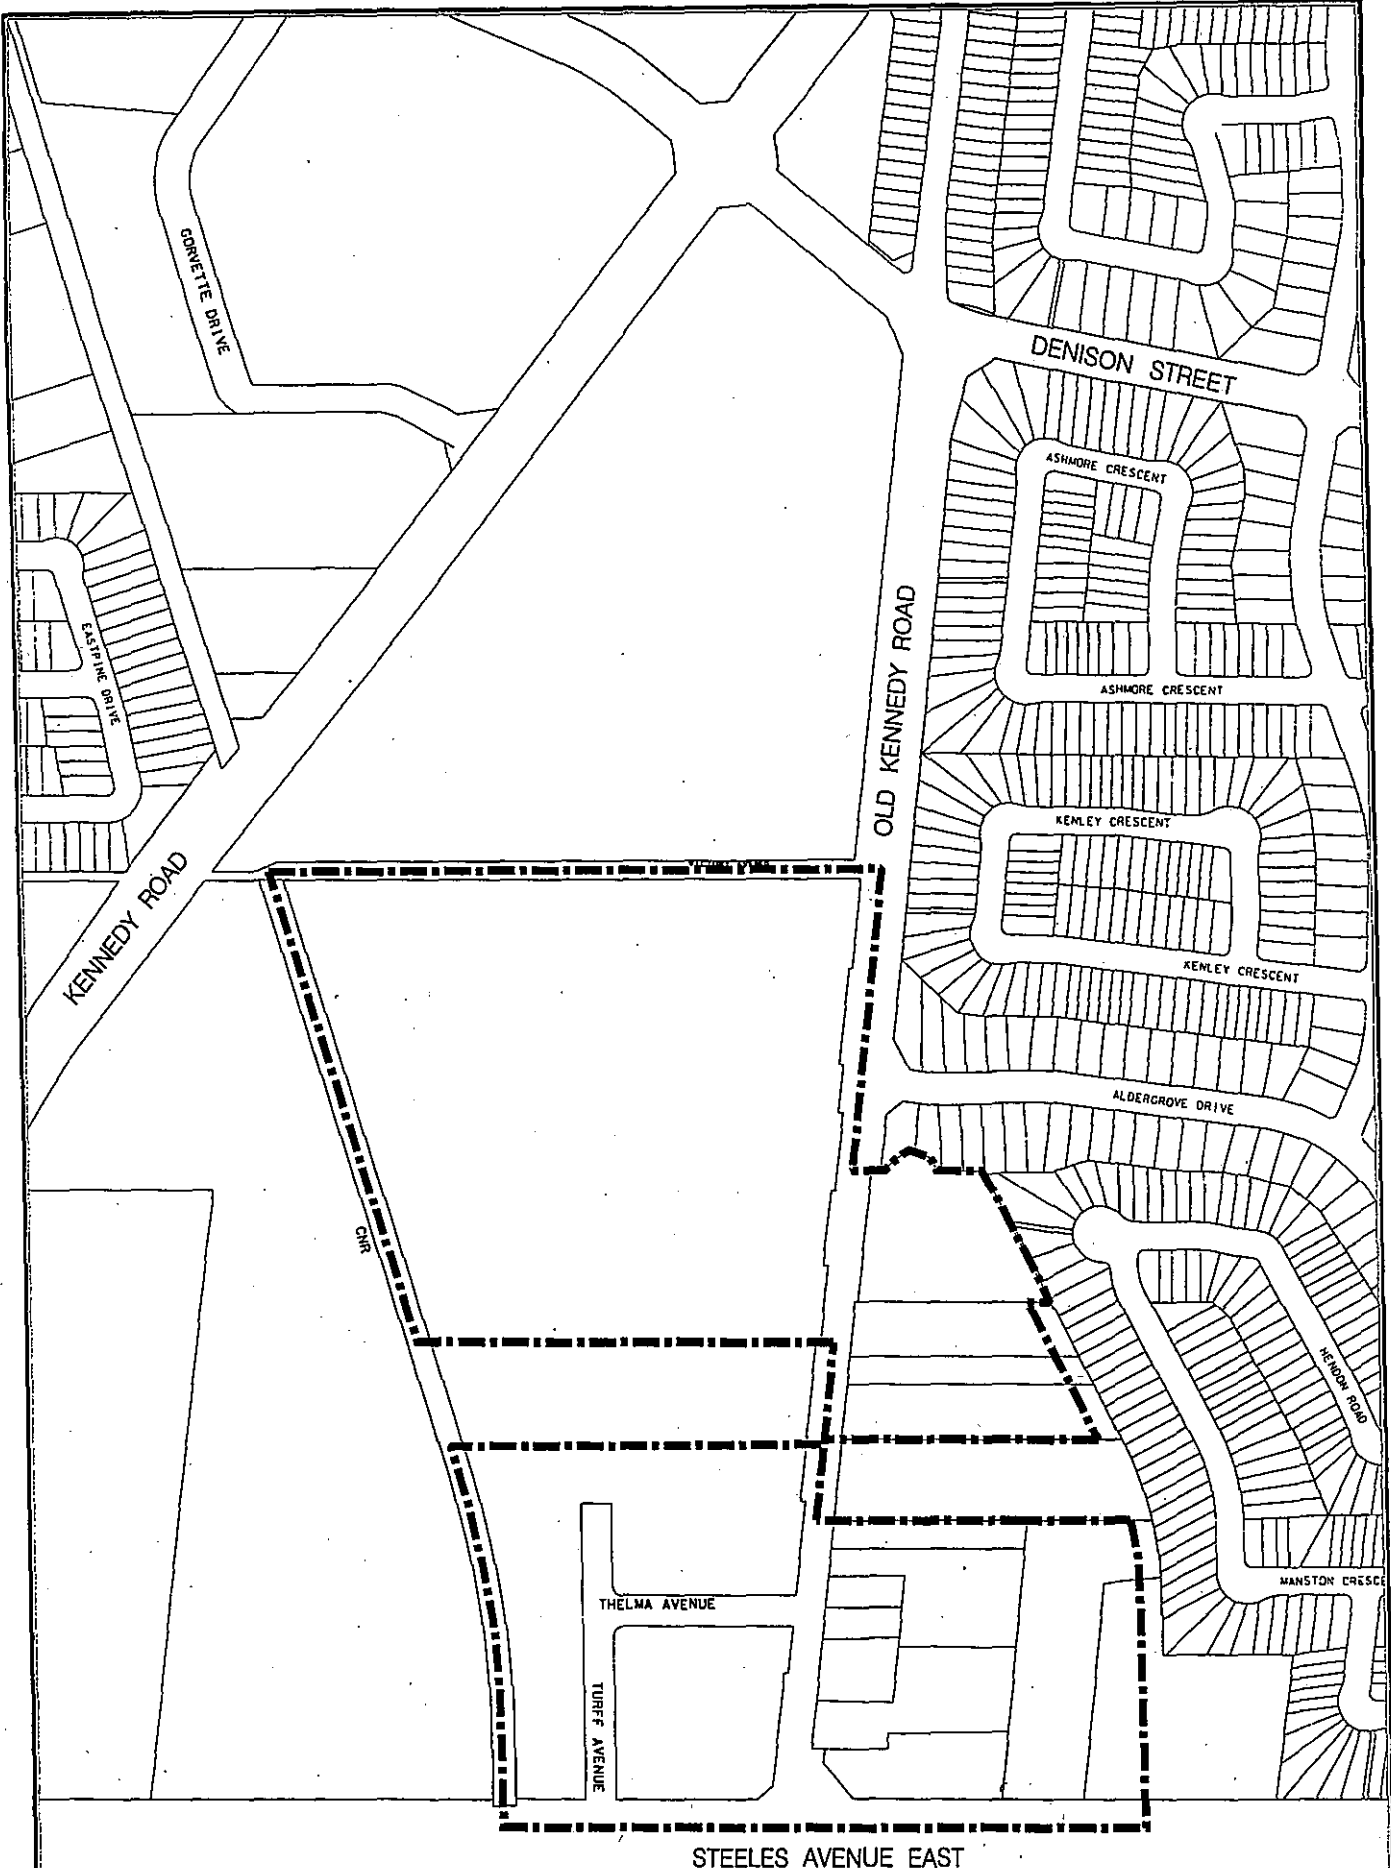 CORVETTE DRIVE
DENISON STREET
ASHMORE CRESCENT
EASTPINE DRIVE
OLD KENNEDY ROAD
ASHMORE CRESCENT
KENLEY CRESCENT
KENNEDY ROAD
KENLEY CRESCENT
ALDERGROVE DRIVE
CNR
HENDON ROAD
MANSTON CRESCE
THELMA AVENUE
TURFF AVENUE
STEELES AVENUE EAST